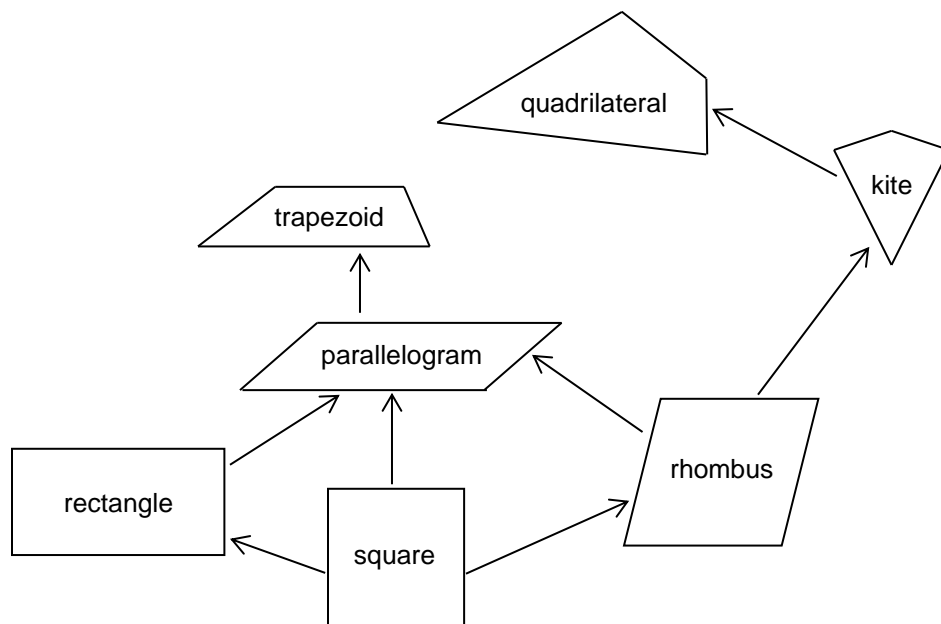 quadrilateral
kite
trapezoid
parallelogram
rhombus
rectangle
square